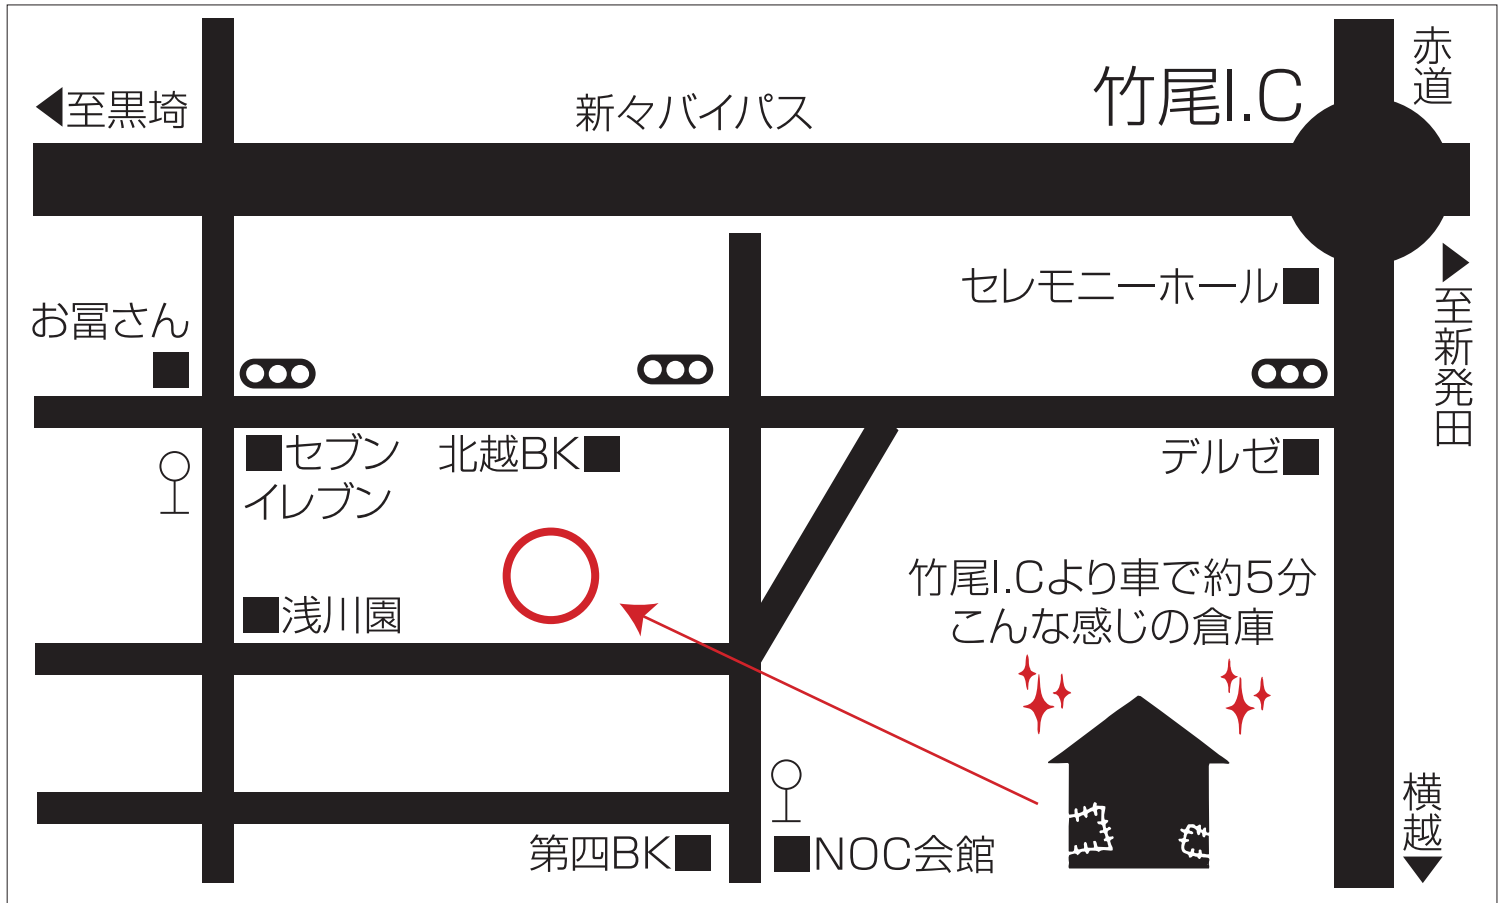 赤道
竹尾I.C
至黒埼
新々バイパス
セレモニーホール
至新発田
お冨さん
セブン
イレブン
北越BK
デルゼ
浅川園
竹尾I.Cより車で約5分
こんな感じの倉庫
横越
第四BK
NOC会館